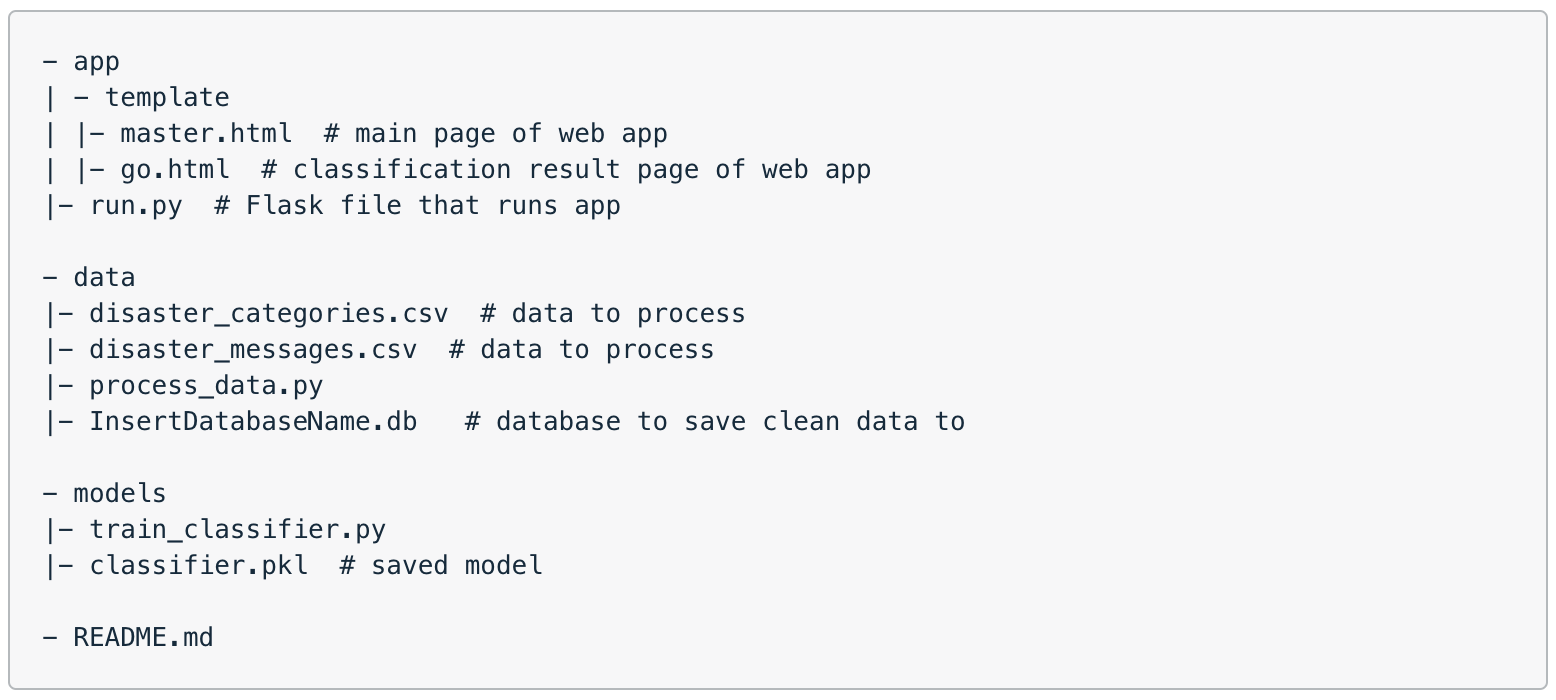 - app
| - template
| |- master.html  # main page of web app
| |- go.html  # classification result page of web app
|- run.py  # Flask file that runs app

- data
|- disaster_categories.csv  # data to process
|- disaster_messages.csv  # data to process
|- process_data.py
|- InsertDatabaseName.db   # database to save clean data to

- models
|- train_classifier.py
|- classifier.pkl  # saved model

- README.md